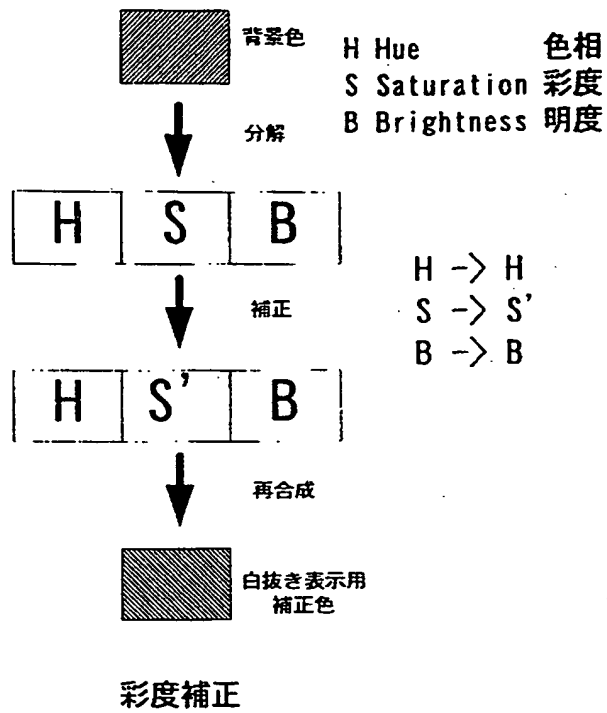 背景色
H Hue 色相
S Saturation 彩度
B Brightness 明度
分解
H S B
補正
H -> H
S -> S'
B -> B
H S' B
再合成
白抜き表示用
補正色
彩度補正